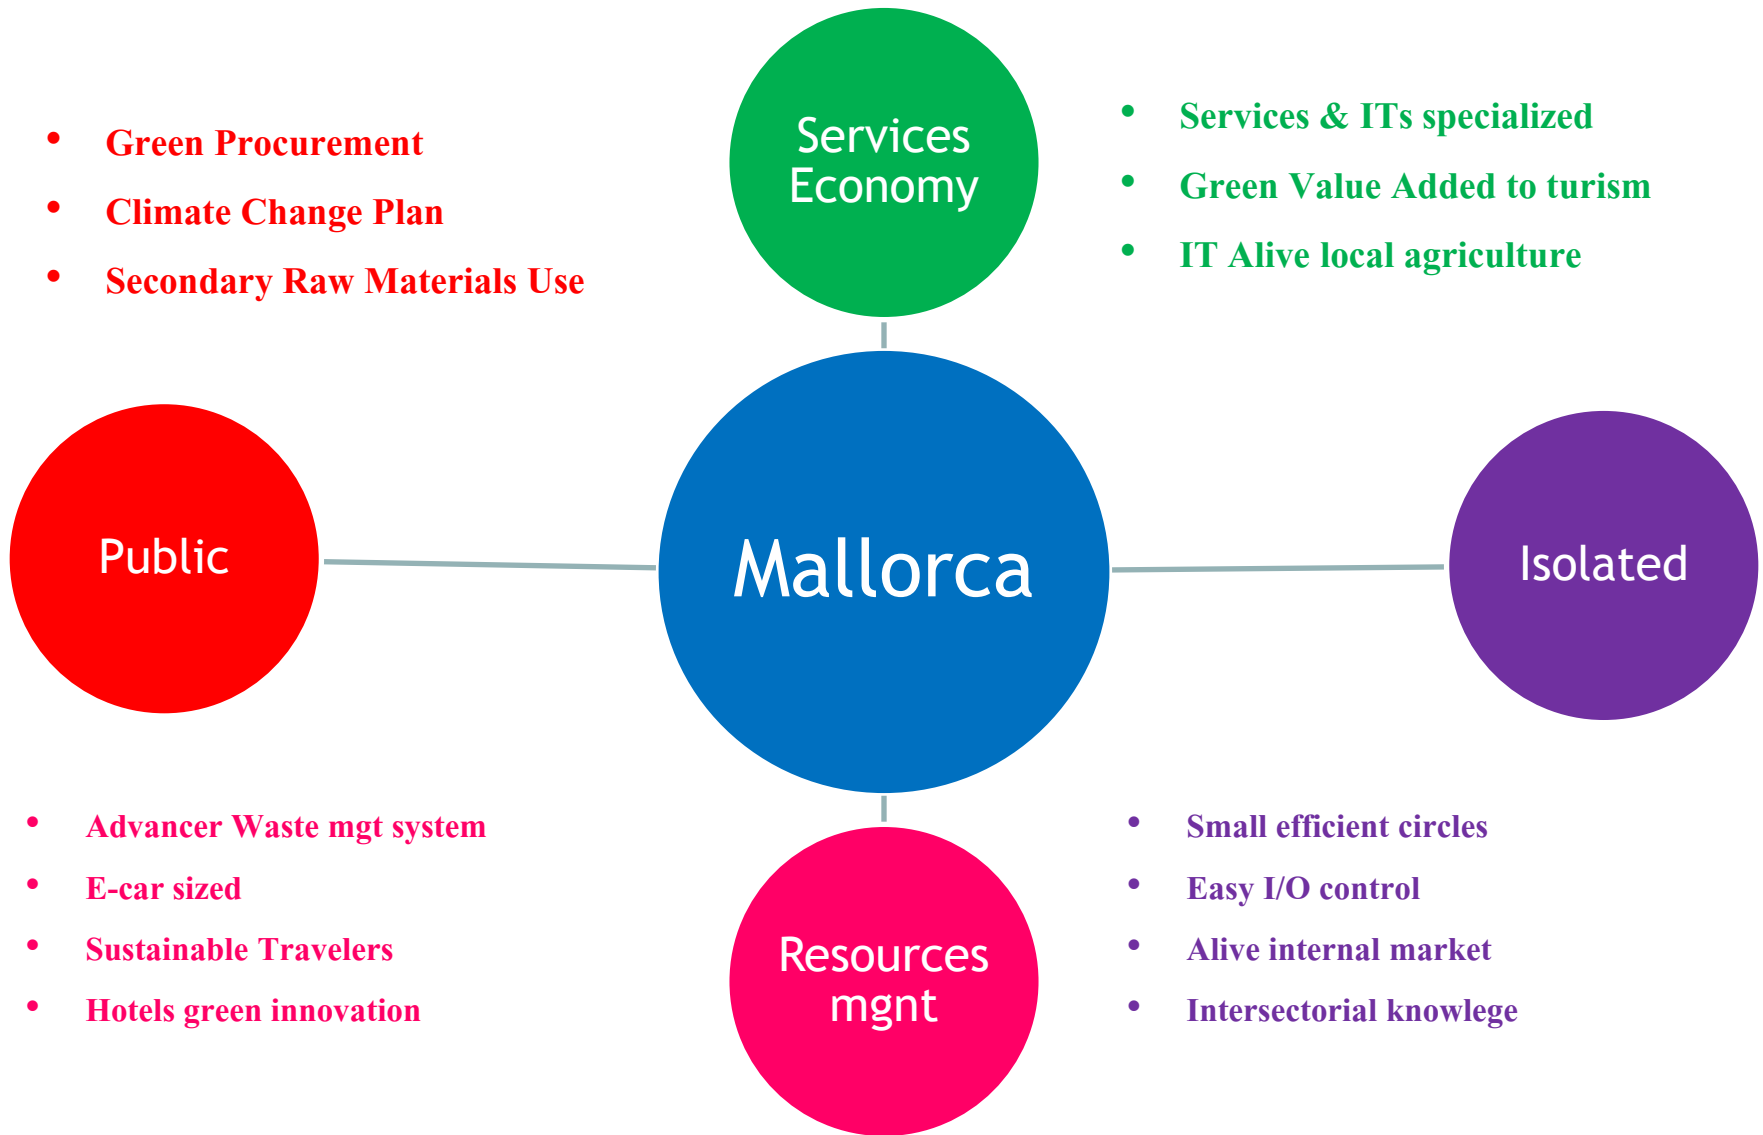 Services
Economy
• Green Procurement
• Climate Change Plan
• Secondary Raw Materials Use
• Services & ITs specialized
• Green Value Added to turism
• IT Alive local agriculture
Public
Mallorca
Isolated
• Advancer Waste mgt system
• E-car sized
• Sustainable Travelers
• Hotels green innovation
Resources
mgnt
• Small efficient circles
• Easy I/O control
• Alive internal market
• Intersectorial knowlege